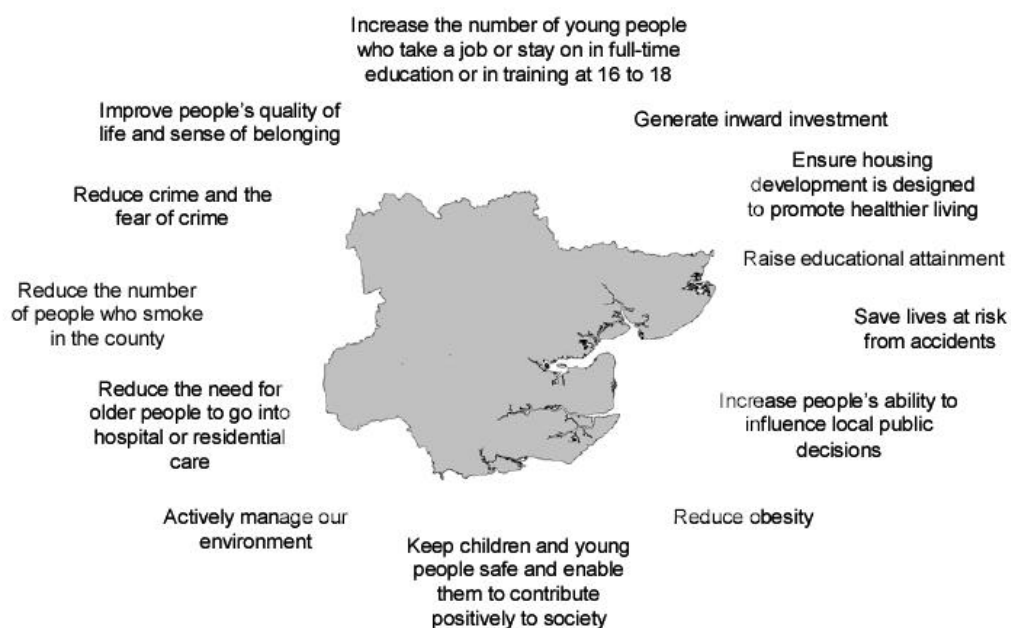 Increase the number of young people
who take a job or stay on in full-time
education or in training at 16 to 18
Improve people's quality of
life and sense of belonging
Generate inward investment
Ensure housing
development is designed
to promote healthier living
Reduce crime and the
fear of crime
Raise educational attainment
Reduce the number
of people who smoke
in the county
Save lives at risk
from accidents
Reduce the need for
older people to go into
hospital or residential
care
Increase people's ability to
influence local public
decisions
Actively manage our
environment
Reduce obesity
Keep children and young
people safe and enable
them to contribute
positively to society